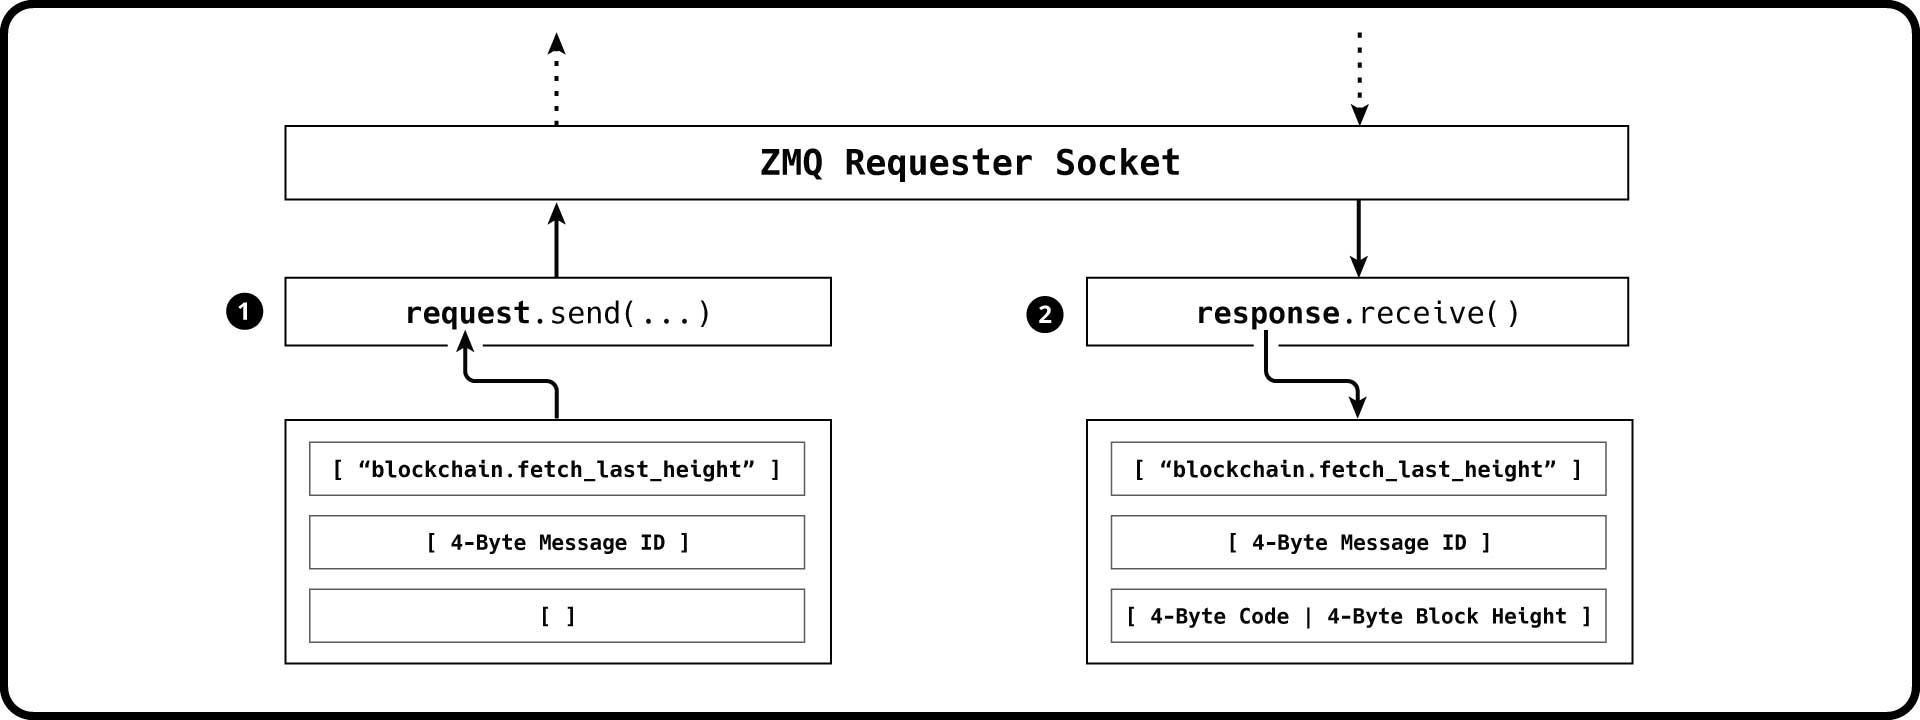 ZMQ Requester Socket
1
request.send(...)
2
response.receive()
[ “blockchain.fetch_last_height” ]
[ 4-Byte Message ID ]
[ ]
[ “blockchain.fetch_last_height” ]
[ 4-Byte Message ID ]
[ 4-Byte Code | 4-Byte Block Height ]